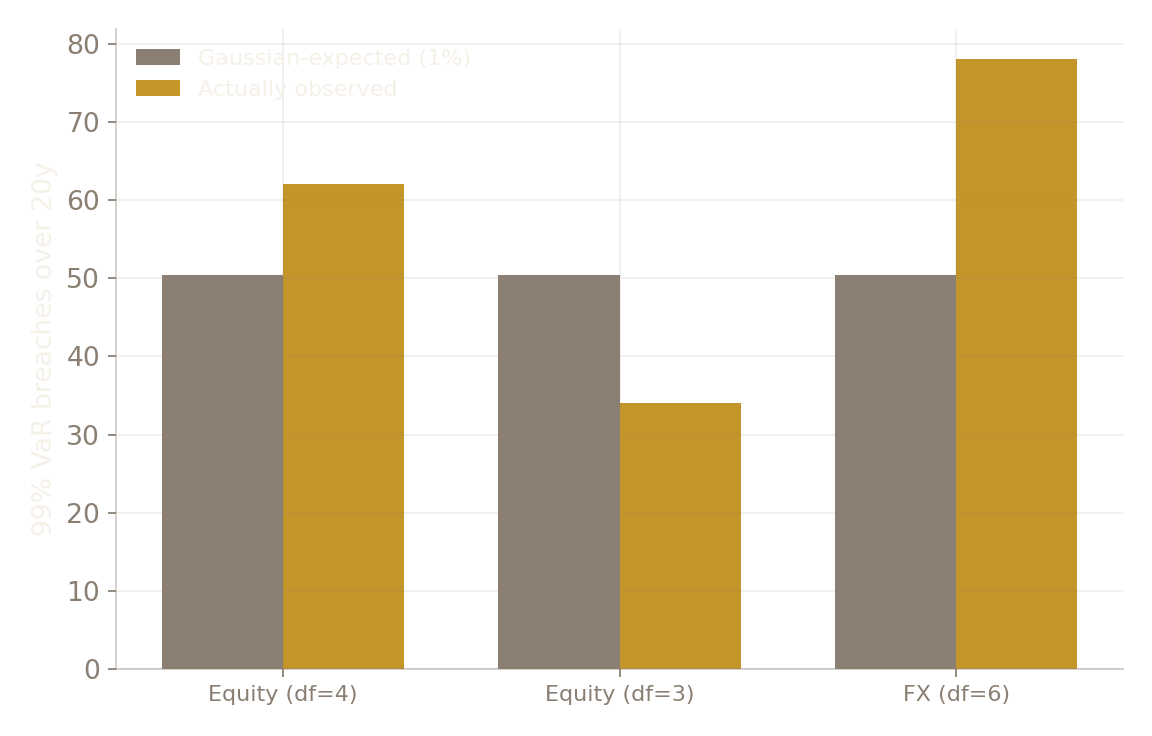 80
Gaussian-expected (1%)
Actually observed
70
60
50
40
30
20
10
0
99% VaR breaches over 20y
Equity (df=4)
Equity (df=3)
FX (df=6)